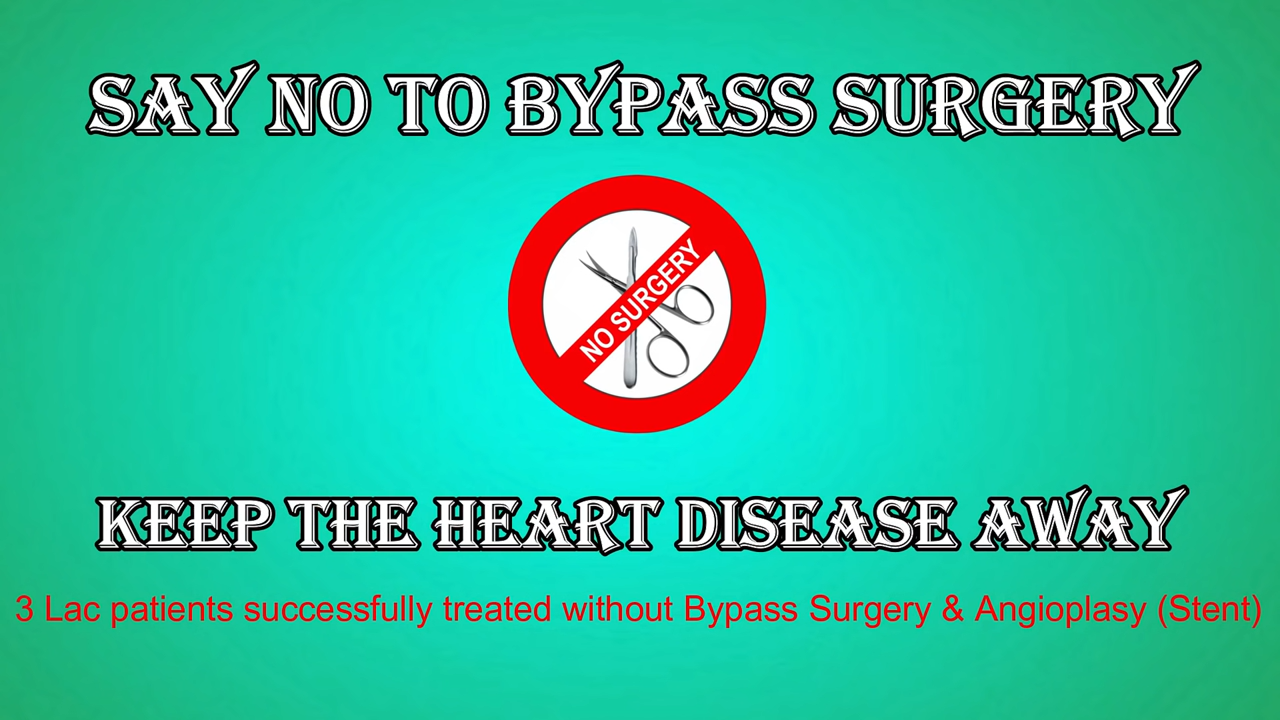 SAY NO TO BYPASS SURGERY
NO SURGERY
KEEP THE HEART DISEASE AWAY
3 Lac patients successfully treated without Bypass Surgery & Angioplasy (Stent)